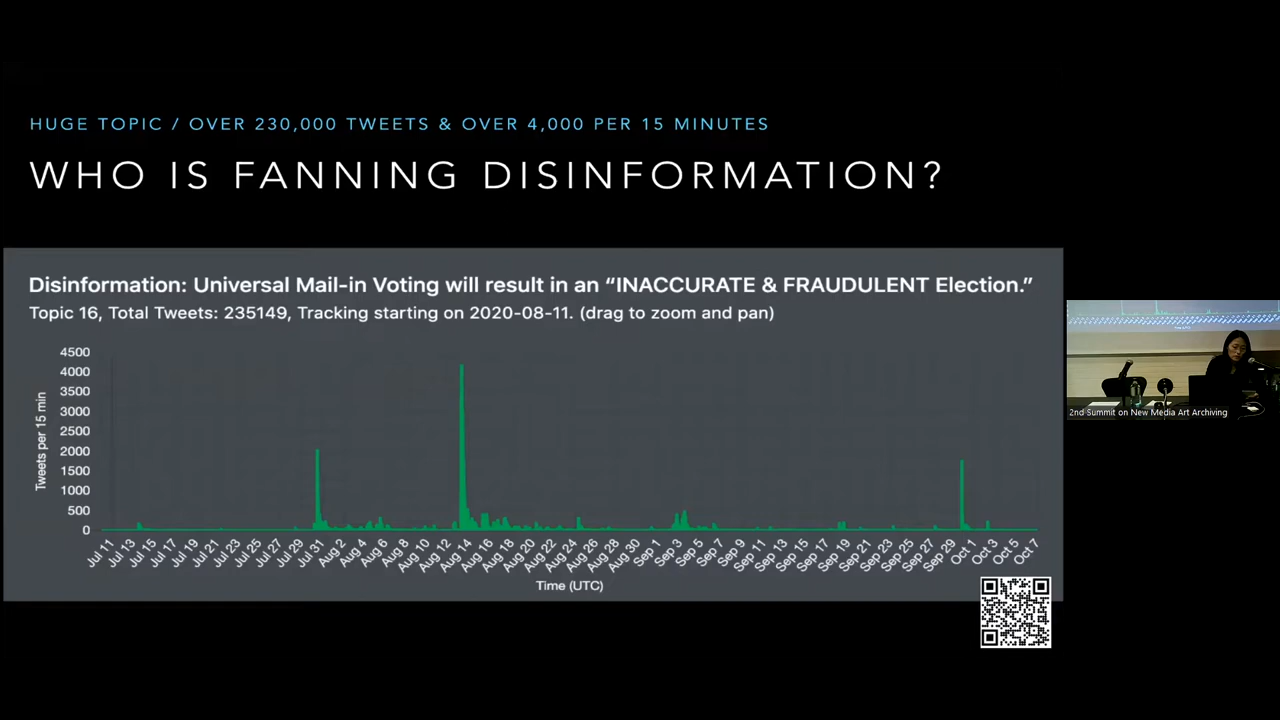 HUGE TOPIC / OVER 230,000 TWEETS & OVER 4,000 PER 15 MINUTES
WHO IS FANNING DISINFORMATION?
Disinformation: Universal Mail-in Voting will result in an “INACCURATE & FRAUDULENT Election.”
Topic 16, Total Tweets: 235149, Tracking starting on 2020-08-11. (drag to zoom and pan)
Tweets per 15 min
4500
4000
3500
3000
2500
2000
1500
1000
500
0
Jul 11 Jul 13 Jul 15 Jul 17 Jul 19 Jul 21 Jul 23 Jul 25 Jul 27 Jul 29 Jul 31 Aug 2 Aug 4 Aug 6 Aug 8 Aug 10 Aug 12 Aug 14 Aug 16 Aug 18 Aug 20 Aug 22 Aug 24 Aug 26 Aug 28 Aug 30 Sep 1 Sep 3 Sep 5 Sep 7 Sep 9 Sep 11 Sep 13 Sep 15 Sep 17 Sep 19 Sep 21 Sep 23 Sep 25 Sep 27 Sep 29 Oct 1 Oct 3 Oct 5 Oct 7
Time (UTC)
2nd Summit on New Media Art Archiving